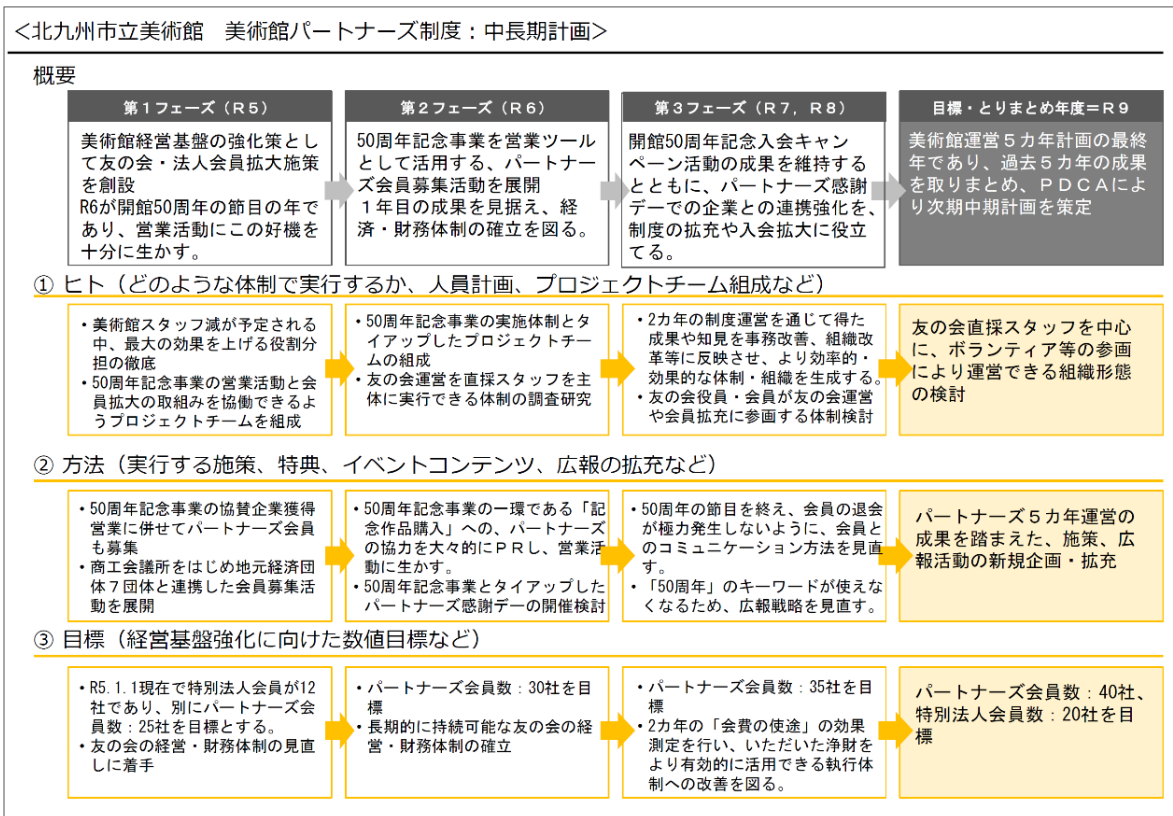 <北九州市立美術館　美術館パートナーズ制度：中長期計画>
概要
第１フェーズ（Ｒ５）
美術館経営基盤の強化策とし
て友の会・法人会員拡大施策
を創設
R6が開館50周年の節目の年で
あり、営業活動にこの好機を
十分に生かす。
第２フェーズ（Ｒ６）
50周年記念事業を営業ツール
として活用する、パートナー
ズ会員募集活動を展開
１年目の成果を見据え、経
済・財務体制の確立を図る。
第３フェーズ（Ｒ７，Ｒ８）
開館50周年記念入会キャン
ペーン活動の成果を維持する
とともに、パートナーズ感謝
デーでの企業との連携強化を、
制度の拡充や入会拡大に役立
てる。
目標・とりまとめ年度＝Ｒ９
美術館運営５カ年計画の最終
年であり、過去５カ年の成果
を取りまとめ、ＰＤＣＡによ
り次期中期計画を策定
① ヒト（どのような体制で実行するか、人員計画、プロジェクトチーム組成など）
・美術館スタッフ減が予定される
中、最大の効果を上げる役割分
担の徹底
・50周年記念事業の営業活動と会
員拡大の取組みを協働できるよ
うプロジェクトチームを組成
・50周年記念事業の実施体制とタ
イアップしたプロジェクトチー
ムの組成
・友の会運営を直採スタッフを主
体に実行できる体制の調査研究
・2カ年の制度運営を通じて得た
成果や知見を事務改善、組織改
革等に反映させ、より効率的・
効果的な体制・組織を生成する。
・友の会役員・会員が友の会運営
や会員拡充に参画する体制検討
友の会直採スタッフを中心
に、ボランティア等の参画
により運営できる組織形態
の検討
② 方法（実行する施策、特典、イベントコンテンツ、広報の拡充など）
・50周年記念事業の協賛企業獲得
営業に併せてパートナーズ会員
も募集
・商工会議所をはじめ地元経済団
体７団体と連携した会員募集活
動を展開
・50周年記念事業の一環である「記
念作品購入」への、パートナーズ
の協力を大々的にＰＲし、営業活
動に生かす。
・50周年記念事業とタイアップした
パートナーズ感謝デーの開催検討
・50周年の節目を終え、会員の退会
が極力発生しないように、会員と
のコミュニケーション方法を見直
す。
・「50周年」のキーワードが使えな
くなるため、広報戦略を見直す。
パートナーズ５カ年運営の
成果を踏まえた、施策、広
報活動の新規企画・拡充
③ 目標（経営基盤強化に向けた数値目標など）
・R5.1.1現在で特別法人会員が12
社であり、別にパートナーズ会
員数：25社を目標とする。
・友の会の経営・財務体制の見直
しに着手
・パートナーズ会員数：30社を目
標
・長期的に持続可能な友の会の経
営・財務体制の確立
・パートナーズ会員数：35社を目
標
・2カ年の「会費の使途」の効果
測定を行い、いただいた浄財を
より有効的に活用できる執行体
制への改善を図る。
パートナーズ会員数：40社、
特別法人会員数：20社を目
標